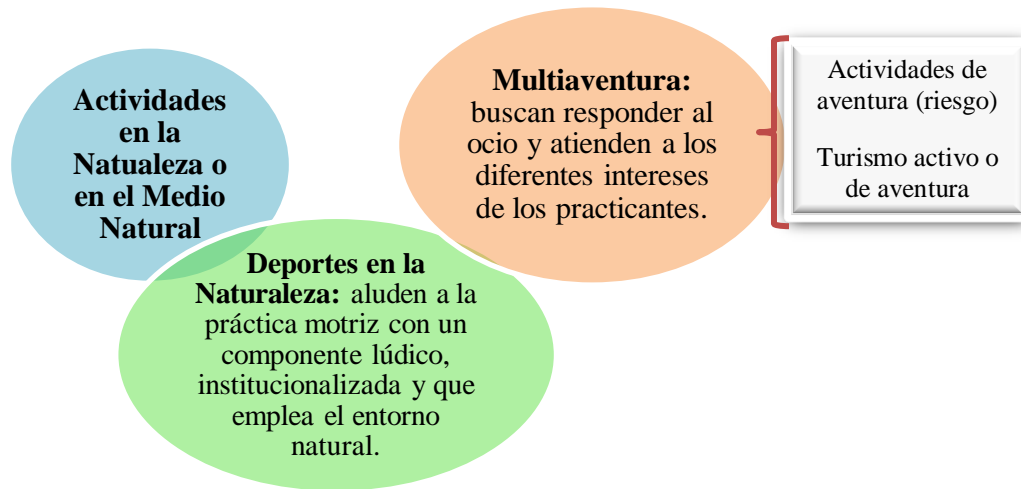 Actividades
en la
Natualeza o
en el Medio
Natural
Multiaventura:
buscan responder al
ocio y atienden a los
diferentes intereses
de los practicantes.
Actividades de
aventura (riesgo)
Turismo activo o
de aventura
Deportes en la
Naturaleza: aluden a la
práctica motriz con un
componente lúdico,
institucionalizada y que
emplea el entorno
natural.